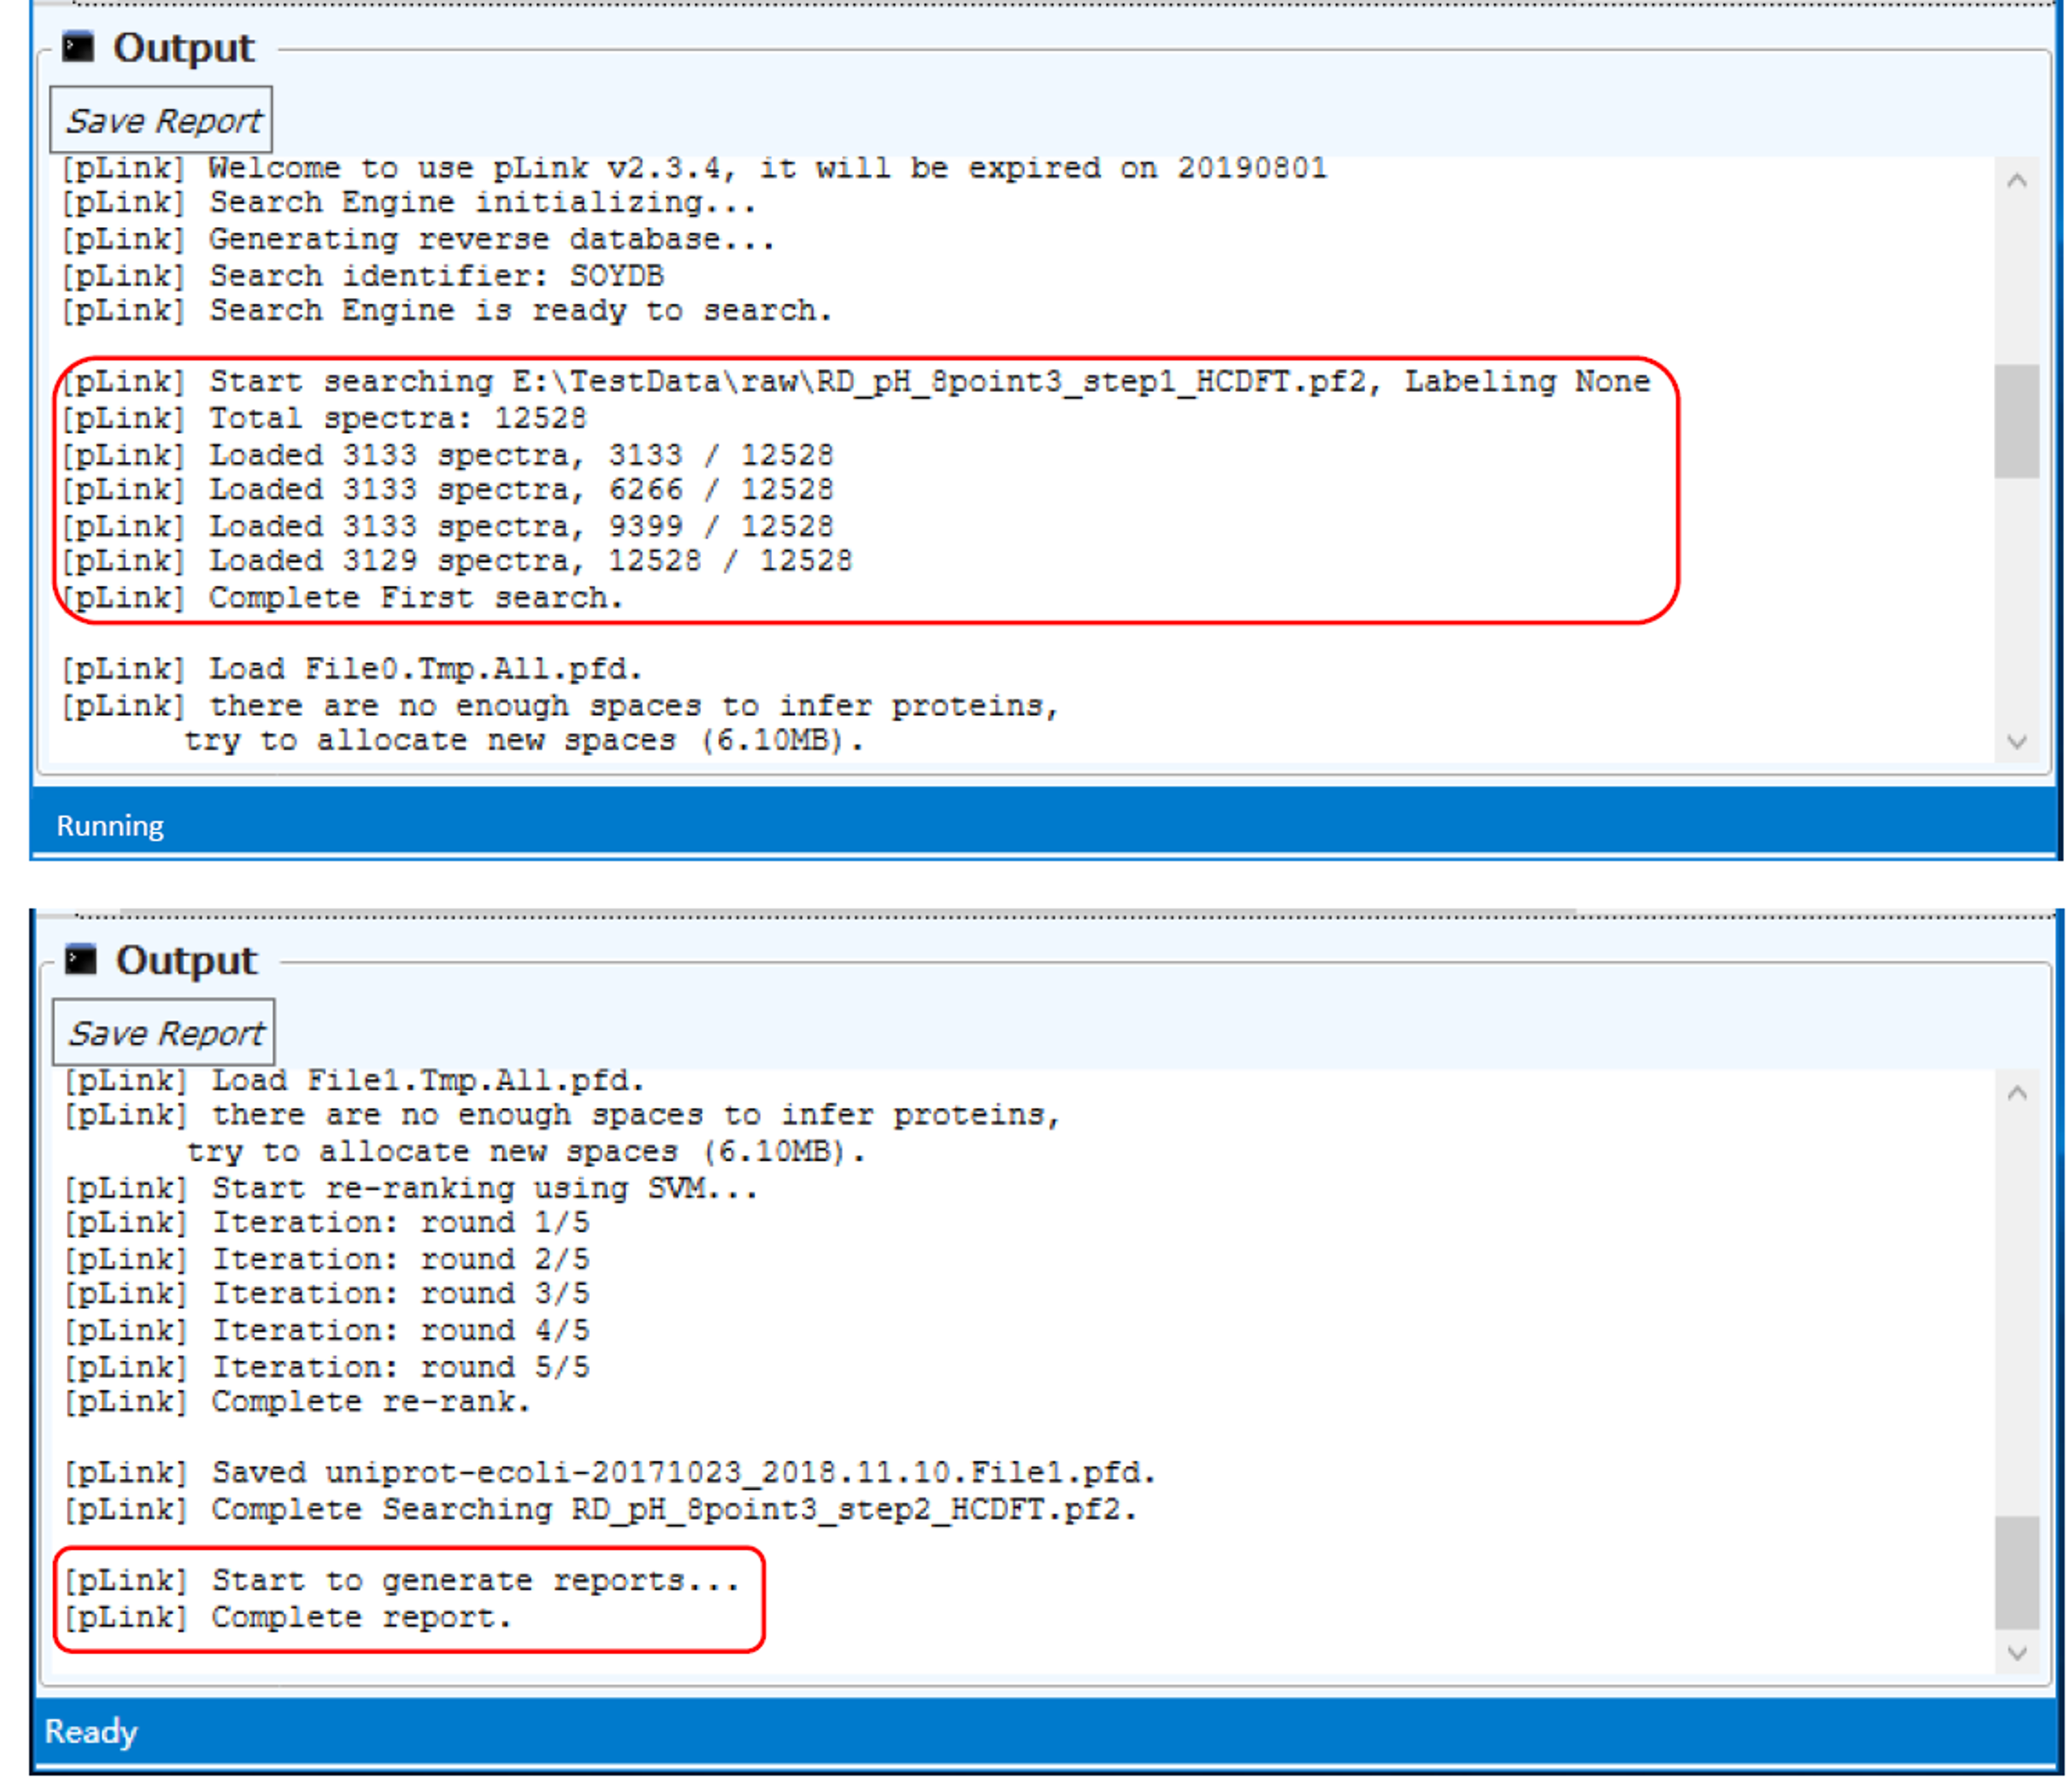 Output
Save Report
[pLink] Welcome to use pLink v2.3.4, it will be expired on 20190801
[pLink] Search Engine initializing...
[pLink] Generating reverse database...
[pLink] Search identifier: SOYDB
[pLink] Search Engine is ready to search.
[pLink] Start searching E:\TestData\raw\RD_pH_8point3_step1_HCDFT.pf2, Labeling None
[pLink] Total spectra: 12528
[pLink] Loaded 3133 spectra, 3133 / 12528
[pLink] Loaded 3133 spectra, 6266 / 12528
[pLink] Loaded 3133 spectra, 9399 / 12528
[pLink] Loaded 3129 spectra, 12528 / 12528
[pLink] Complete First search.
[pLink] Load File0.Tmp.All.pfd.
[pLink] there are no enough spaces to infer proteins,
try to allocate new spaces (6.10MB).
Running
Output
Save Report
[pLink] Load File1.Tmp.All.pfd.
[pLink] there are no enough spaces to infer proteins,
try to allocate new spaces (6.10MB).
[pLink] Start re-ranking using SVM...
[pLink] Iteration: round 1/5
[pLink] Iteration: round 2/5
[pLink] Iteration: round 3/5
[pLink] Iteration: round 4/5
[pLink] Iteration: round 5/5
[pLink] Complete re-rank.
[pLink] Saved uniprot-ecoli-20171023_2018.11.10.File1.pfd.
[pLink] Complete Searching RD_pH_8point3_step2_HCDFT.pf2.
[pLink] Start to generate reports...
[pLink] Complete report.
Ready